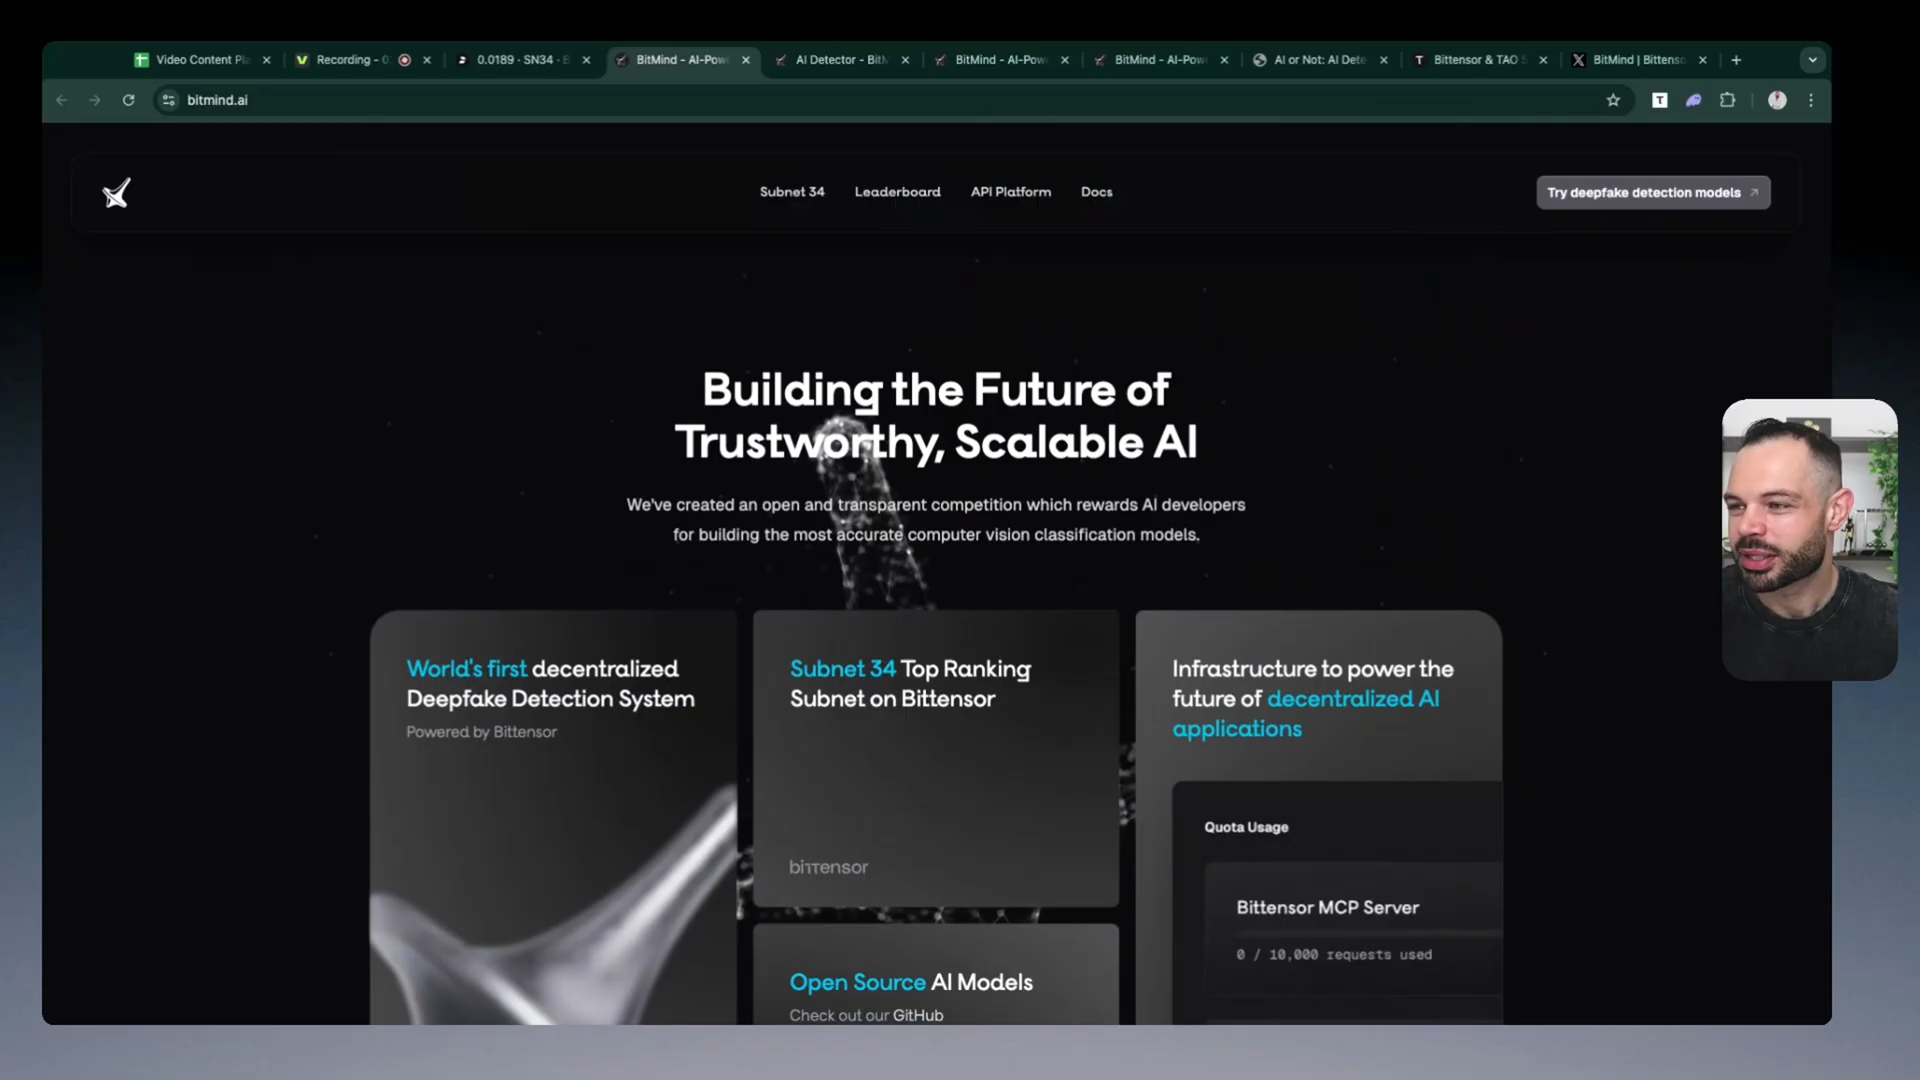 Video Content Pla
Recording - 0
0.0189 · SN34 · B
BitMind - AI-Pow
AI Detector - BitM
BitMind - AI-Pow
BitMind - AI-Pow
AI or Not: AI Dete
Bittensor & TAO S
BitMind | Bittenso
bitmind.ai
Subnet 34
Leaderboard
API Platform
Docs
Try deepfake detection models
Building the Future of
Trustworthy, Scalable AI
We've created an open and transparent competition which rewards AI developers
for building the most accurate computer vision classification models.
World's first decentralized
Deepfake Detection System
Powered by Bittensor
Subnet 34 Top Ranking
Subnet on Bittensor
bittensor
Open Source AI Models
Check out our GitHub
Infrastructure to power the
future of decentralized AI
applications
Quota Usage
Bittensor MCP Server
0 / 10,000 requests used